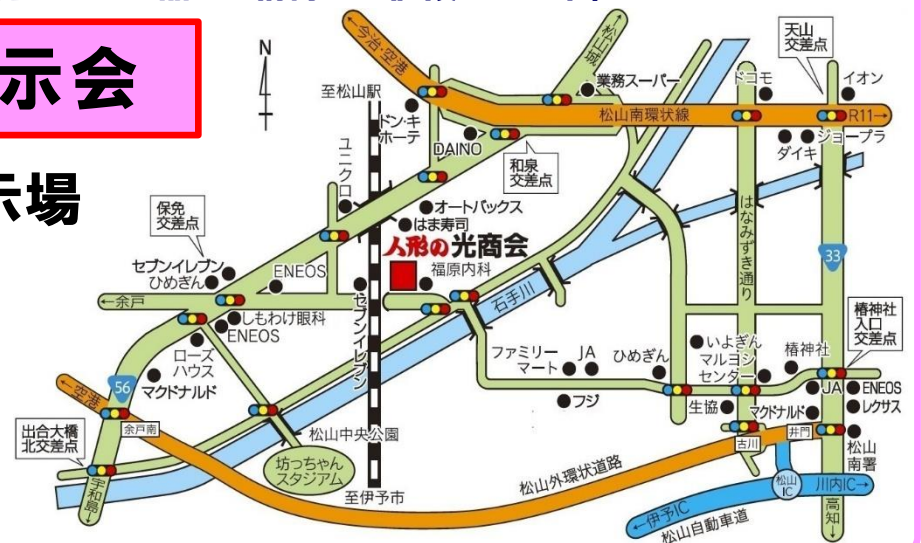 示会
示場
N
今治・空港
松山城
天山
交差点
至松山駅
業務スーパー
ドコモ
イオン
ドン・キ
ホーテ
松山南環状線
R11
DAINO
ジョープラ
ダイキ
和泉
交差点
ユニクロ
保免
交差点
オートバックス
はま寿司
はなみずき通り
人形の光商会
33
セブンイレブン
ひめぎん
ENEOS
福原内科
余戸
石手川
椿神社
入口
交差点
しもわけ眼科
ENEOS
セブンイレブン
ローズ
ハウス
ファミリー
マート
JA
ひめぎん
いよぎん
マルヨシ
センター
椿神社
56
マクドナルド
フジ
JA
ENEOS
空港
生協
マクドナルド
レクサス
余戸南
松山中央公園
古川
井門
出合大橋
北交差点
坊っちゃん
スタジアム
松山
南署
松山外環状道路
松山
IC
川内IC
宇和島
至伊予市
伊予IC
松山自動車道
高知